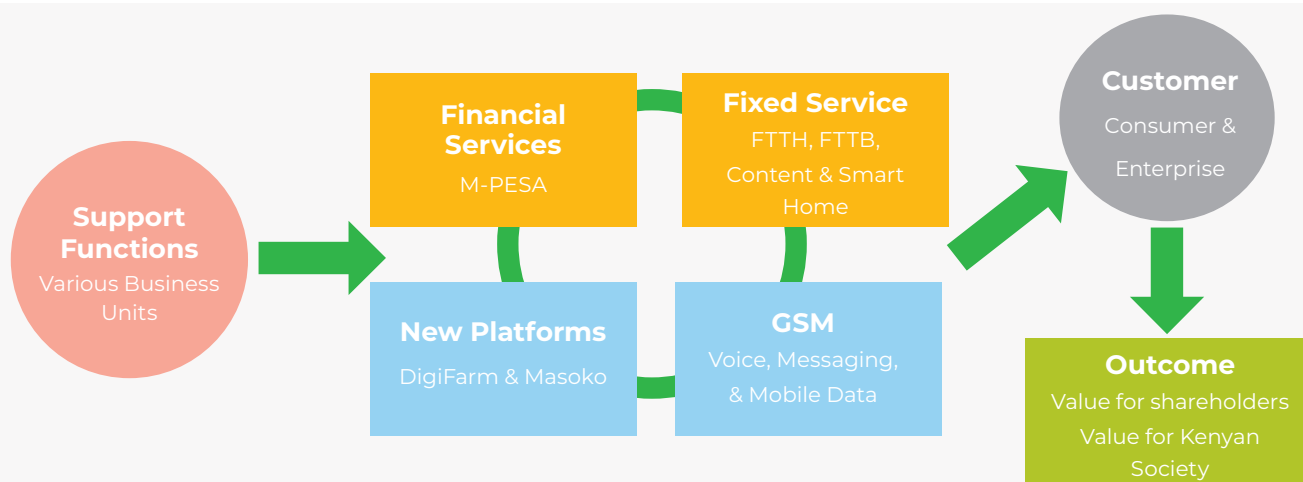 Support
Functions
Various Business
Units
Financial
Services
M-PESA
Fixed Service
FTTH, FTTB,
Content & Smart
Home
New Platforms
DigiFarm & Masoko
GSM
Voice, Messaging,
& Mobile Data
Customer
Consumer &
Enterprise
Outcome
Value for shareholders
Value for Kenyan
Society